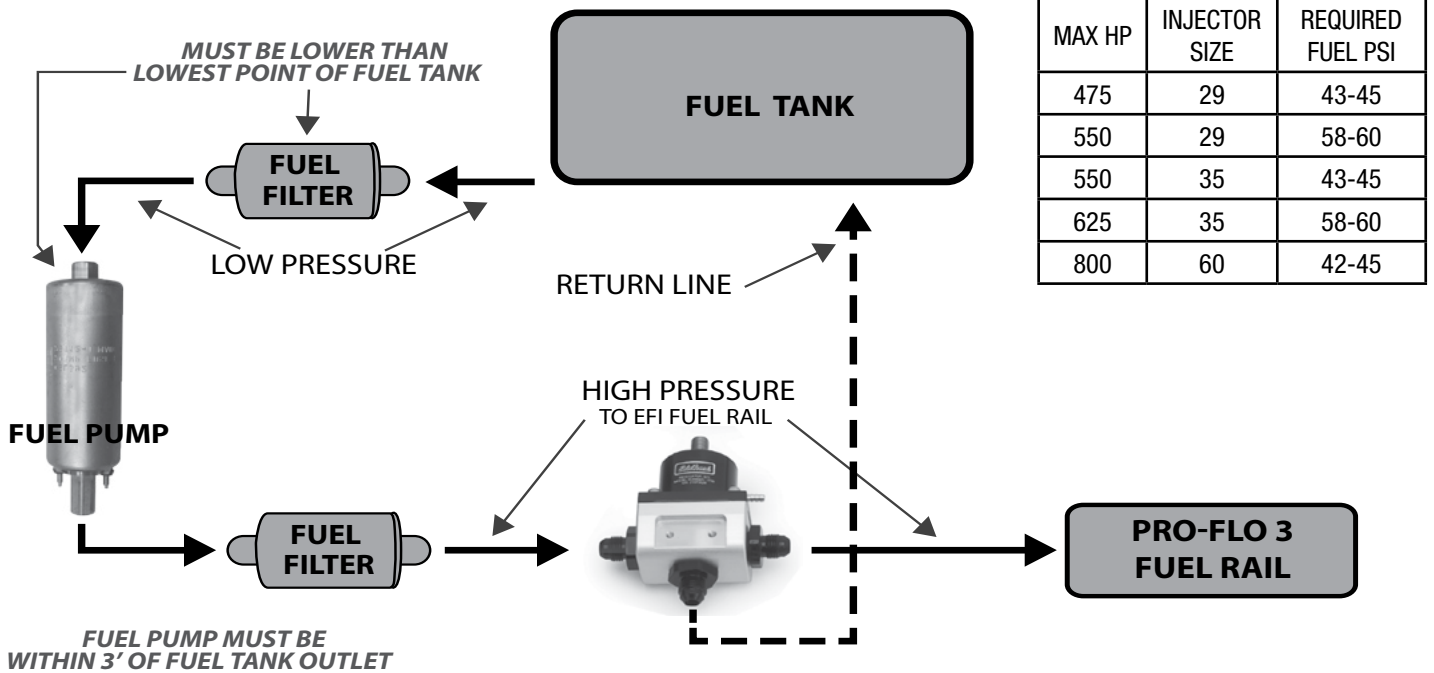 MUST BE LOWER THAN
LOWEST POINT OF FUEL TANK
FUEL TANK
FUEL
FILTER
LOW PRESSURE
RETURN LINE
HIGH PRESSURE
TO EFI FUEL RAIL
FUEL PUMP
FUEL
FILTER
PRO-FLO 3
FUEL RAIL
FUEL PUMP MUST BE
WITHIN 3’ OF FUEL TANK OUTLET
Edelbrock
MAX HP INJECTOR SIZE REQUIRED FUEL PSI
475 29 43-45
550 29 58-60
550 35 43-45
625 35 58-60
800 60 42-45